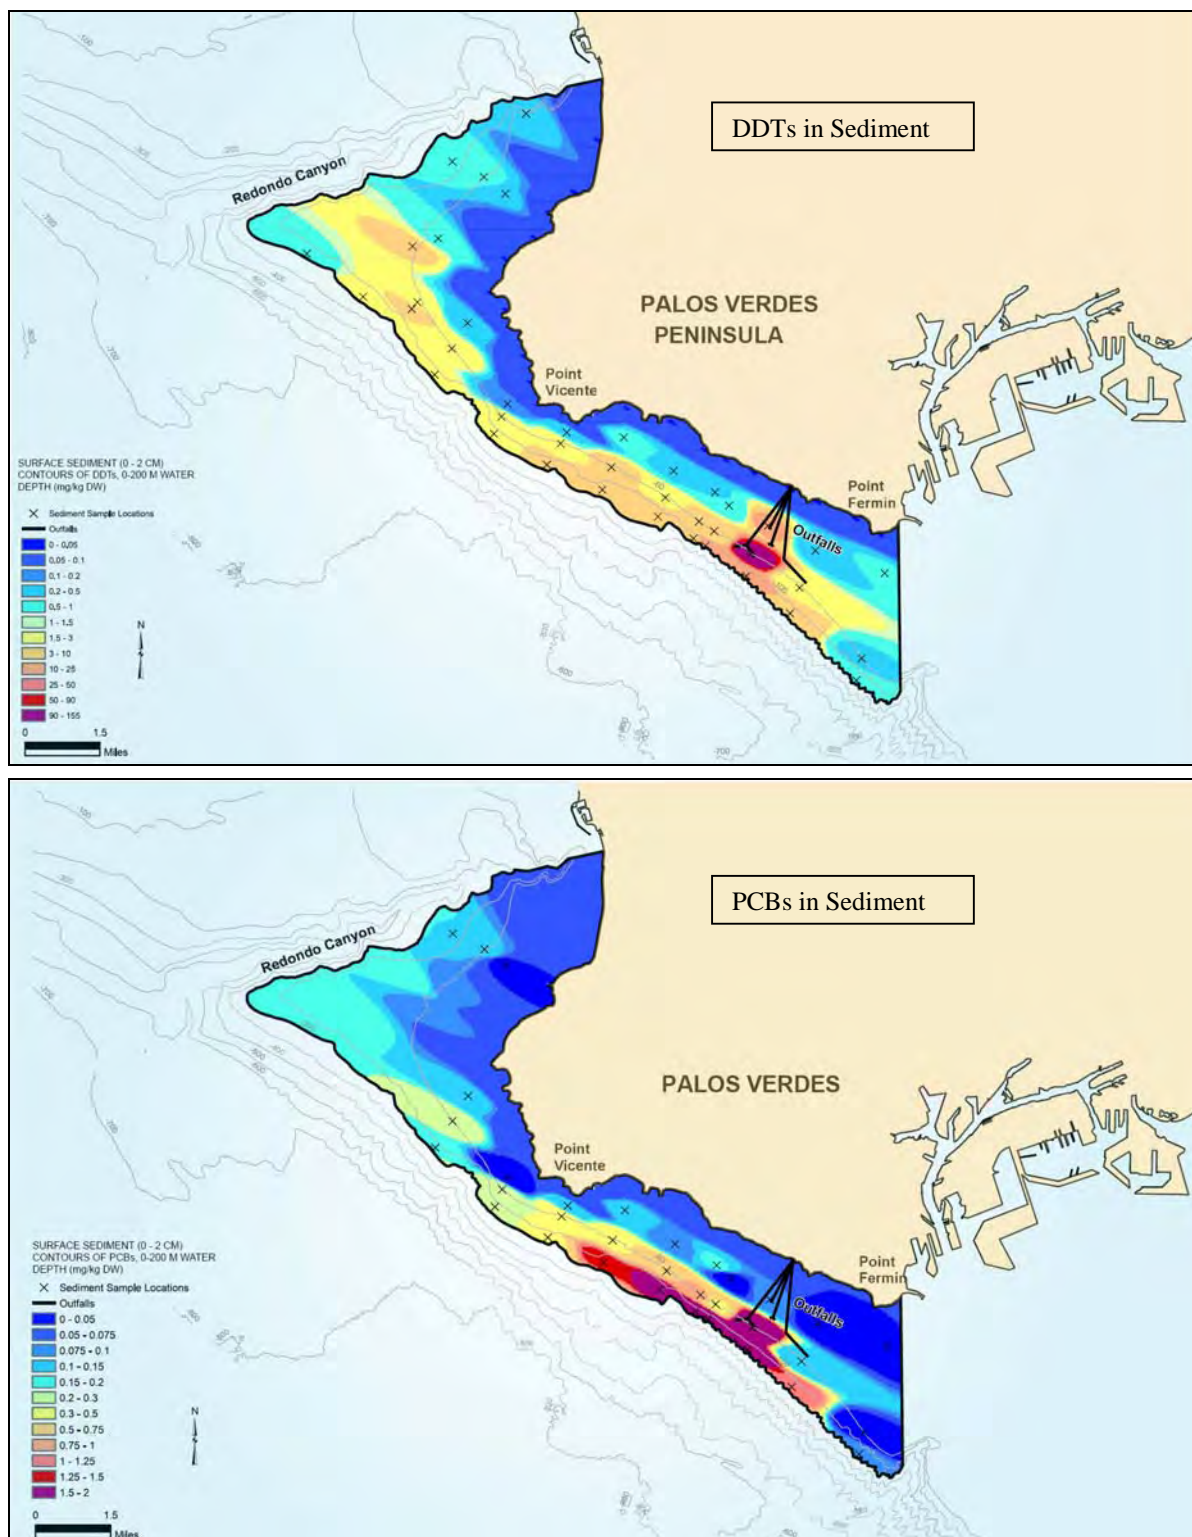 DDTs in Sediment
Redondo Canyon
PALOS VERDES
PENINSULA
Point
Vicente
Point
Fermin
Outfalls
SURFACE SEDIMENT (0 - 2 CM)
CONTOURS OF DDTs, 0-200 M WATER
DEPTH (mg/kg DW)
Sediment Sample Locations
Outfalls
0 - 0.05
0.05 - 0.1
0.1 - 0.2
0.2 - 0.5
0.5 - 1
1 - 1.5
1.5 - 3
3 - 10
10 - 25
25 - 50
50 - 90
90 - 155
N
0 1.5
Miles
-700
PCBs in Sediment
Redondo Canyon
PALOS VERDES
Point
Vicente
Point
Fermin
Outfalls
SURFACE SEDIMENT (0 - 2 CM)
CONTOURS OF PCBs, 0-200 M WATER
DEPTH (mg/kg DW)
Sediment Sample Locations
Outfalls
0 - 0.05
0.05 - 0.075
0.075 - 0.1
0.1 - 0.15
0.15 - 0.2
0.2 - 0.3
0.3 - 0.5
0.5 - 0.75
0.75 - 1
1 - 1.25
1.25 - 1.5
1.5 - 2
N
0 1.5
Miles